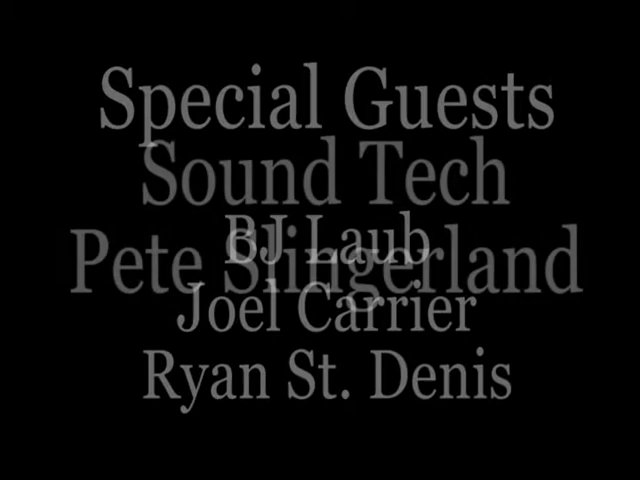 Special Guests
Sound Tech
BJ Laub
Pete Slingerland
Joel Carrier
Ryan St. Denis